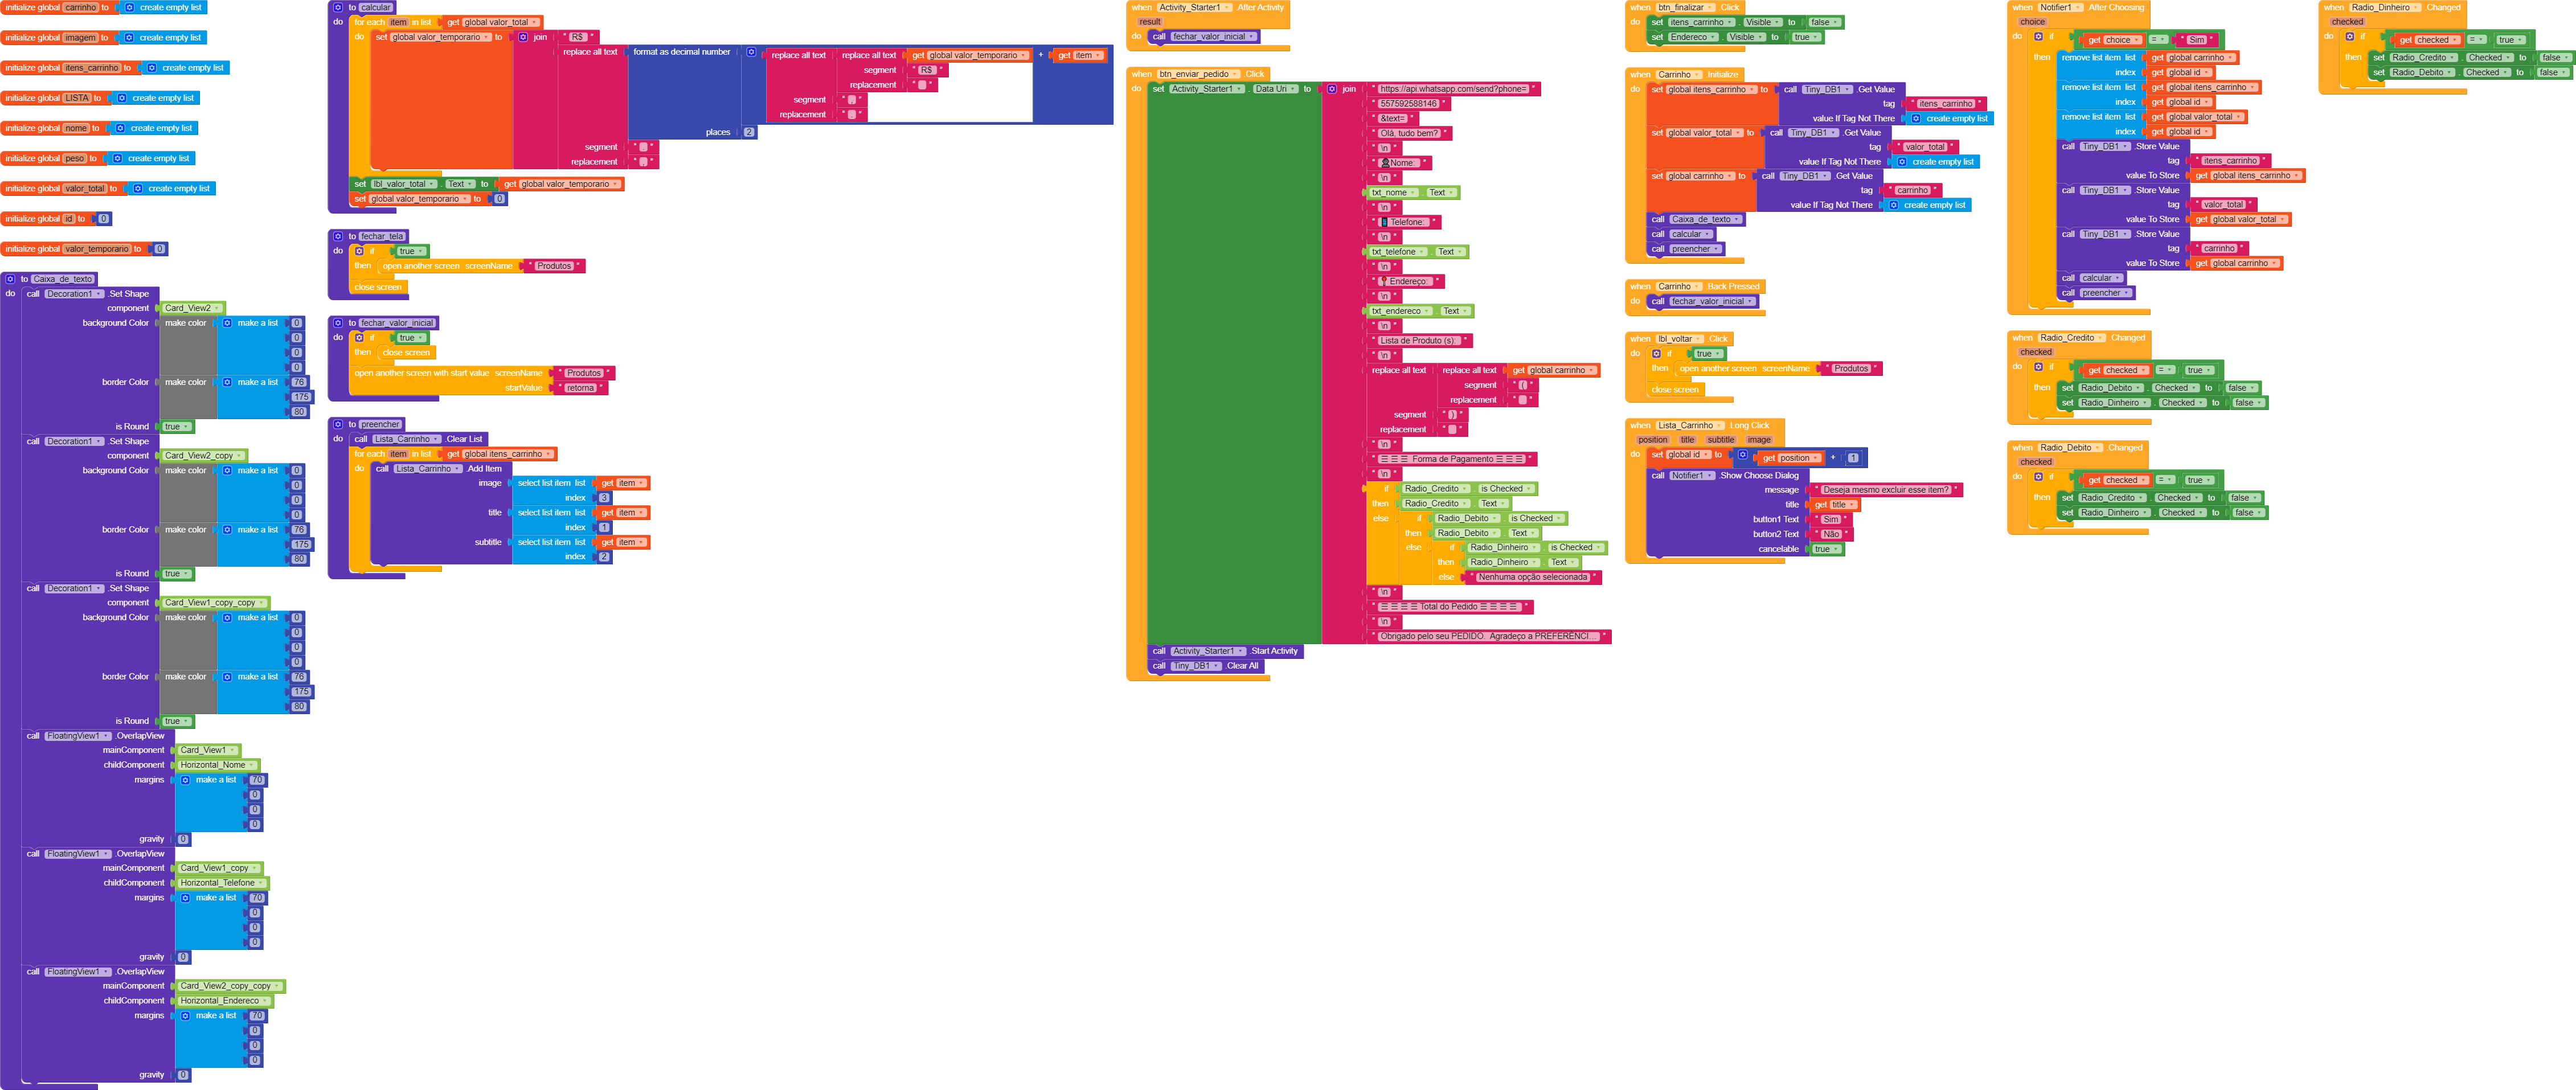 initialize global carrinho to create empty list
initialize global imagem to create empty list
initialize global itens_carrinho to create empty list
initialize global LISTA to create empty list
initialize global nome to create empty list
initialize global peso to create empty list
initialize global valor_total to create empty list
initialize global id to 0
initialize global valor_temporario to 0
to Caixa_de_texto
do call Decoration1 .Set Shape
component Card_View2
background Color make color make a list 0
0
0
0
border Color make color make a list 76
175
80
is Round true
call Decoration1 .Set Shape
component Card_View2_copy
background Color make color make a list 0
0
0
0
border Color make color make a list 76
175
80
is Round true
call Decoration1 .Set Shape
component Card_View1_copy_copy
background Color make color make a list 0
0
0
0
border Color make color make a list 76
175
80
is Round true
call FloatingView1 .OverlapView
mainComponent Card_View1
childComponent Horizontal_Nome
margins make a list 70
0
0
0
gravity 0
call FloatingView1 .OverlapView
mainComponent Card_View1_copy
childComponent Horizontal_Telefone
margins make a list 70
0
0
0
gravity 0
call FloatingView1 .OverlapView
mainComponent Card_View2_copy_copy
childComponent Horizontal_Endereco
margins make a list 70
0
0
0
gravity 0
to calcular
do for each item in list get global valor_total
do set global valor_temporario to join " R$ "
replace all text format as decimal number replace all text replace all text get global valor_temporario + get item
segment " R$ "
replacement " "
segment " , "
replacement " . "
places 2
segment " . "
replacement " , "
set lbl_valor_total . Text to get global valor_temporario
set global valor_temporario to 0
to fechar_tela
do if true
then open another screen screenName " Produtos "
close screen
to fechar_valor_inicial
do if true
then close screen
open another screen with start value screenName " Produtos "
startValue " retorna "
to preencher
do call Lista_Carrinho .Clear List
for each item in list get global itens_carrinho
do call Lista_Carrinho .Add Item
image select list item list get item
index 3
title select list item list get item
index 1
subtitle select list item list get item
index 2
when Activity_Starter1 .After Activity
result
do call fechar_valor_inicial
when btn_enviar_pedido .Click
do set Activity_Starter1 . Data Uri to join " https://api.whatsapp.com/send?phone= "
" 557592588146 "
" &text= "
" Olá, tudo bem? "
" \n "
" Nome: "
" \n "
txt_nome . Text
" \n "
" Telefone: "
" \n "
txt_telefone . Text
" \n "
" Endereço: "
" \n "
txt_endereco . Text
" \n "
" Lista de Produto (s): "
" \n "
replace all text replace all text get global carrinho
segment " ( "
replacement " "
segment " ) "
replacement " "
" \n "
" ☰ ☰ ☰ Forma de Pagamento ☰ ☰ ☰ "
" \n "
if Radio_Credito . is Checked
then Radio_Credito . Text
else if Radio_Debito . is Checked
then Radio_Debito . Text
else if Radio_Dinheiro . is Checked
then Radio_Dinheiro . Text
else " Nenhuma opção selecionada "
" \n "
" ☰ ☰ ☰ ☰ Total do Pedido ☰ ☰ ☰ ☰ "
" \n "
" Obrigado pelo seu PEDIDO. Agradeço a PREFERÊNCI... "
call Activity_Starter1 .Start Activity
call Tiny_DB1 .Clear All
when btn_finalizar .Click
do set itens_carrinho . Visible to false
set Endereco . Visible to true
when Carrinho .Initialize
do set global itens_carrinho to call Tiny_DB1 .Get Value
tag " itens_carrinho "
value If Tag Not There create empty list
set global valor_total to call Tiny_DB1 .Get Value
tag " valor_total "
value If Tag Not There create empty list
set global carrinho to call Tiny_DB1 .Get Value
tag " carrinho "
value If Tag Not There create empty list
call Caixa_de_texto
call calcular
call preencher
when Carrinho .Back Pressed
do call fechar_valor_inicial
when lbl_voltar .Click
do if true
then open another screen screenName " Produtos "
close screen
when Lista_Carrinho .Long Click
position title subtitle image
do set global id to get position + 1
call Notifier1 .Show Choose Dialog
message " Deseja mesmo excluir esse item? "
title get title
button1 Text " Sim "
button2 Text " Não "
cancelable true
when Notifier1 .After Choosing
choice
do if get choice = " Sim "
then remove list item list get global carrinho
index get global id
remove list item list get global itens_carrinho
index get global id
remove list item list get global valor_total
index get global id
call Tiny_DB1 .Store Value
tag " itens_carrinho "
value To Store get global itens_carrinho
call Tiny_DB1 .Store Value
tag " valor_total "
value To Store get global valor_total
call Tiny_DB1 .Store Value
tag " carrinho "
value To Store get global carrinho
call calcular
call preencher
when Radio_Credito .Changed
checked
do if get checked = true
then set Radio_Debito . Checked to false
set Radio_Dinheiro . Checked to false
when Radio_Debito .Changed
checked
do if get checked = true
then set Radio_Credito . Checked to false
set Radio_Dinheiro . Checked to false
when Radio_Dinheiro .Changed
checked
do if get checked = true
then set Radio_Credito . Checked to false
set Radio_Debito . Checked to false